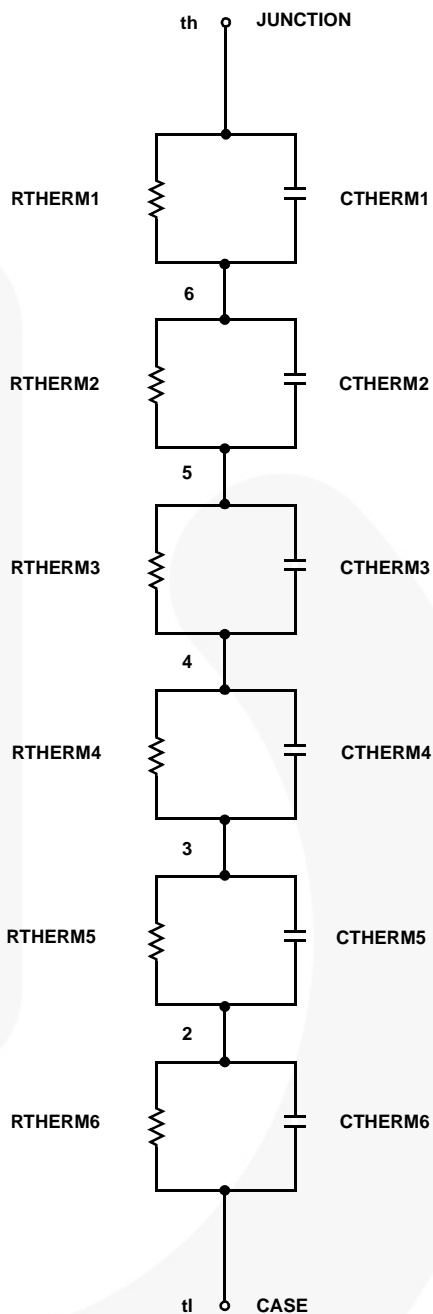 th JUNCTION
RTHERM1 CTHERM1
6
RTHERM2 CTHERM2
5
RTHERM3 CTHERM3
4
RTHERM4 CTHERM4
3
RTHERM5 CTHERM5
2
RTHERM6 CTHERM6
tl CASE